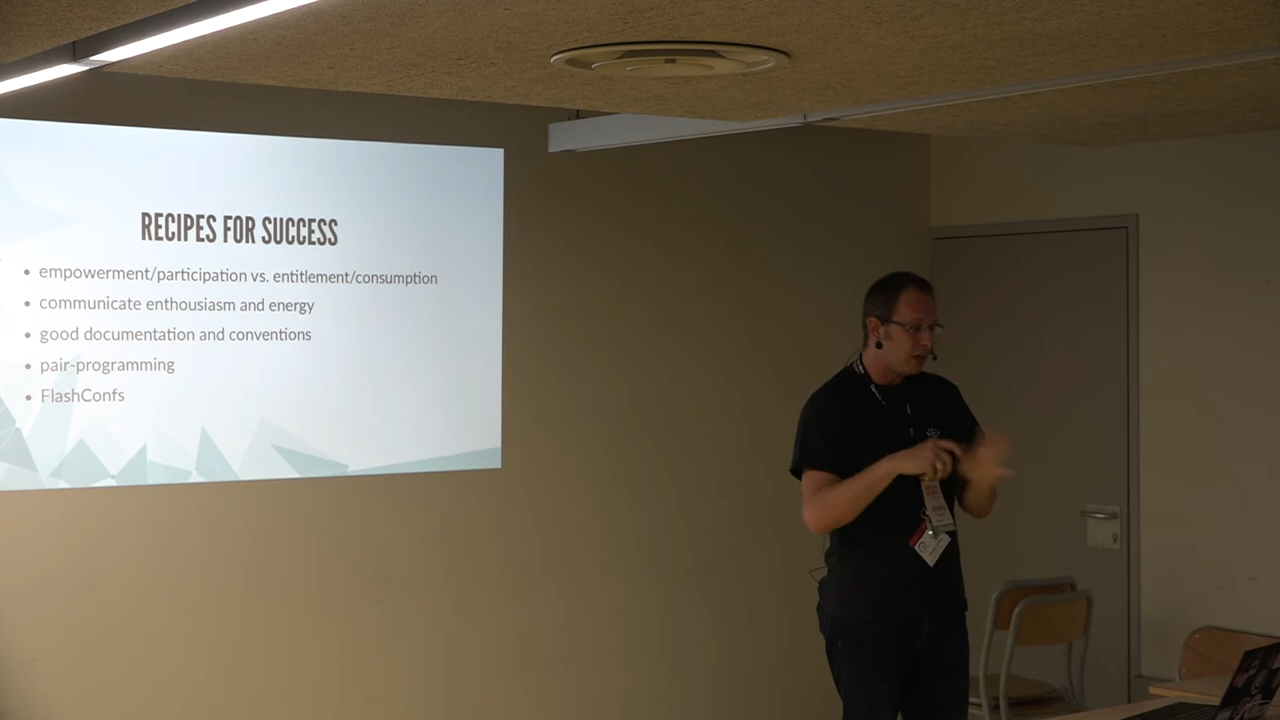 RECIPES FOR SUCCESS
• empowerment/participation vs. entitlement/consumption
• communicate enthousiasm and energy
• good documentation and conventions
• pair-programming
• FlashConfs